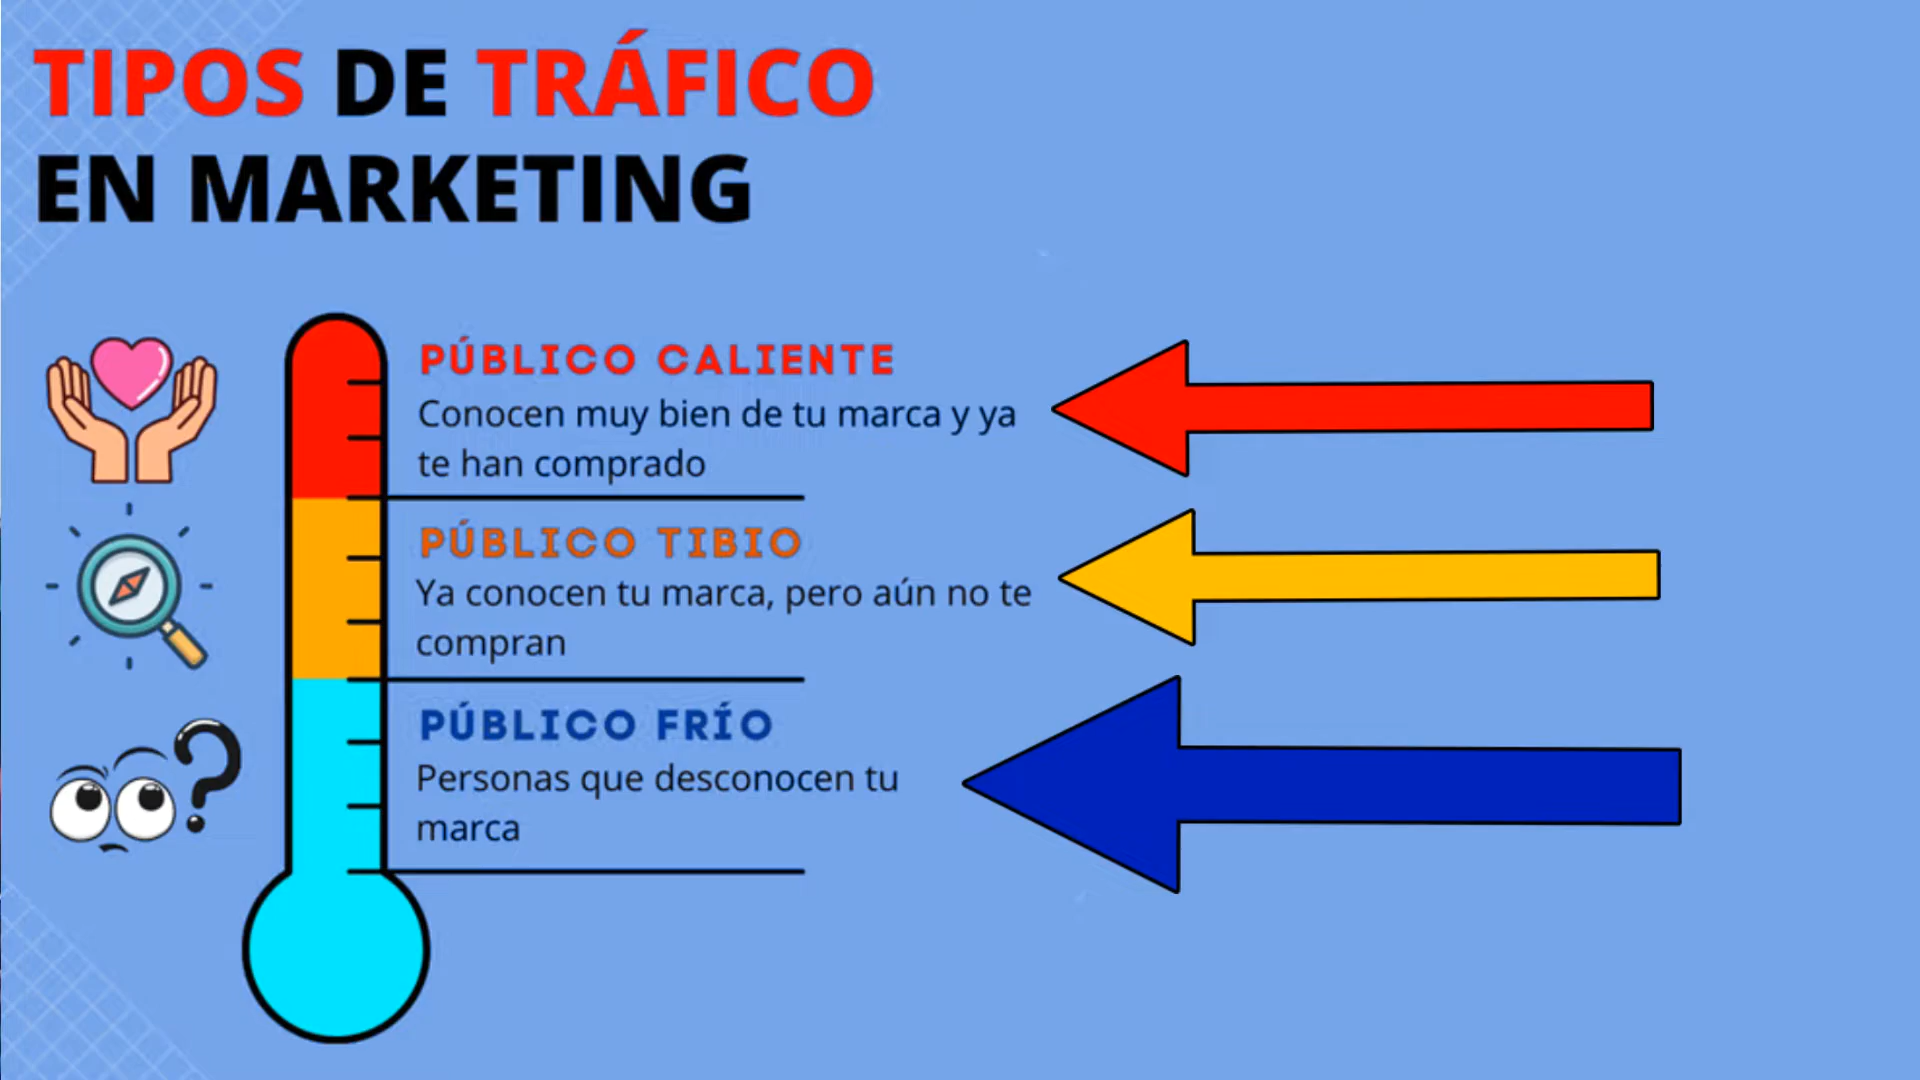 TIPOS DE TRÁFICO
EN MARKETING
PÚBLICO CALIENTE
Conocen muy bien de tu marca y ya
te han comprado
PÚBLICO TIBIO
Ya conocen tu marca, pero aún no te
compran
PÚBLICO FRÍO
Personas que desconocen tu
marca
?